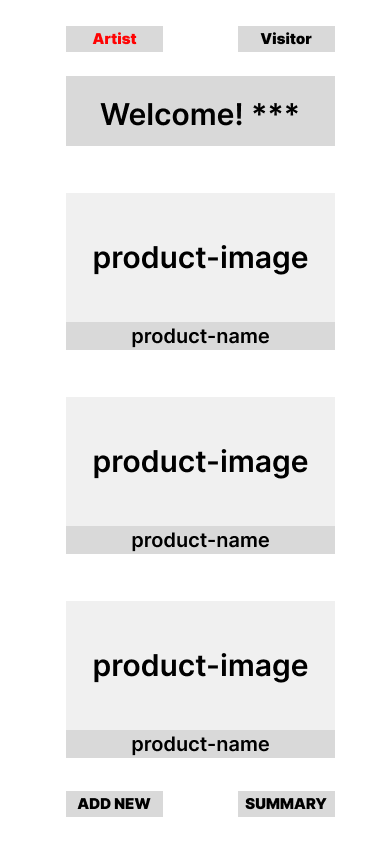 Artist
Visitor
Welcome! ***
product-image
product-name
product-image
product-name
product-image
product-name
ADD NEW
SUMMARY